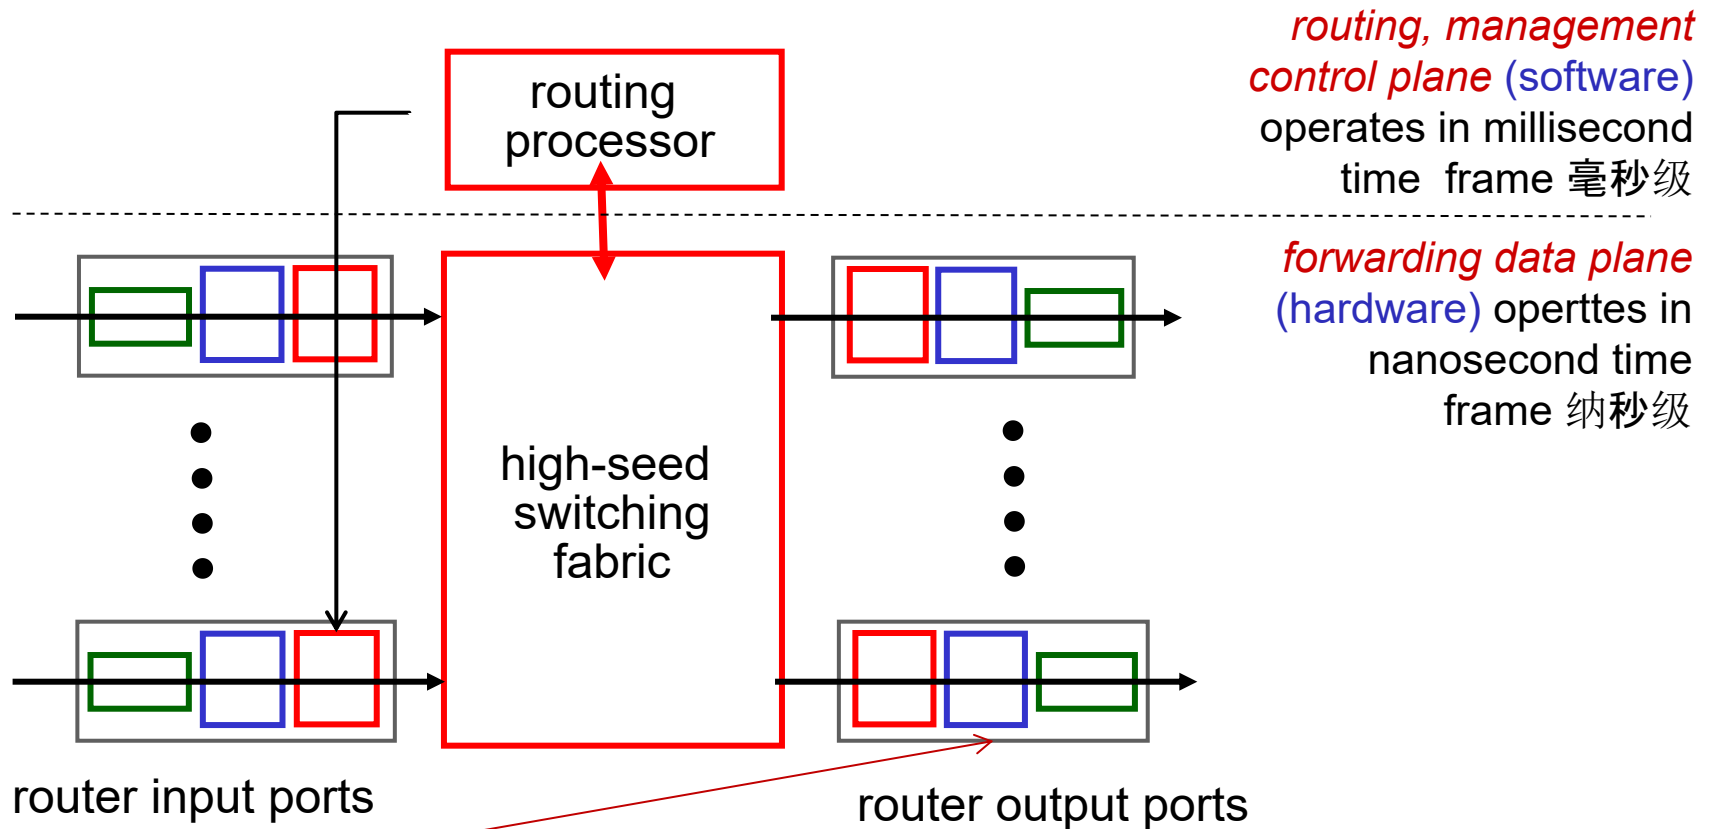 routing, management
control plane (software)
operates in millisecond
time frame 毫秒级
routing
processor
forwarding data plane
(hardware) operttes in
nanosecond time
frame 纳秒级
high-seed
switching
fabric
router input ports
router output ports